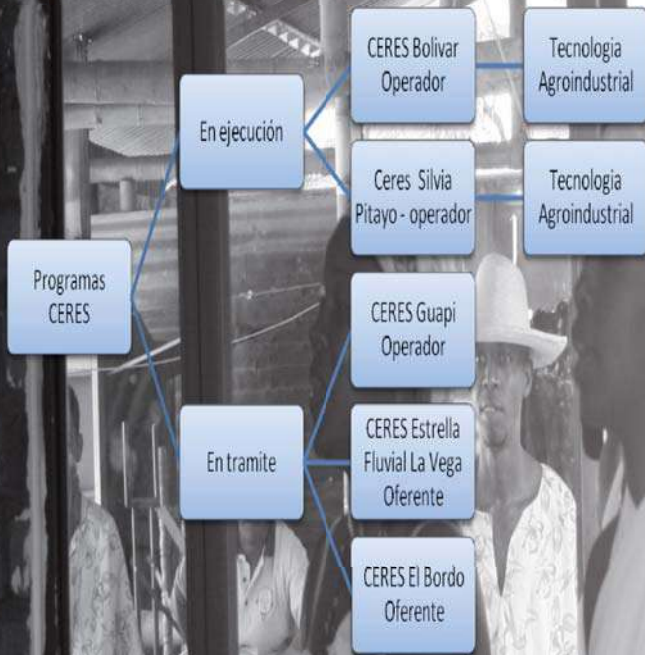 Programas
CERES
En ejecución
CERES Bolivar
Operador
Tecnologia
Agroindustrial
Ceres Silvia
Pitayo - operador
Tecnologia
Agroindustrial
En tramite
CERES Guapi
Operador
CERES Estrella
Fluvial La Vega
Oferente
CERES El Bordo
Oferente